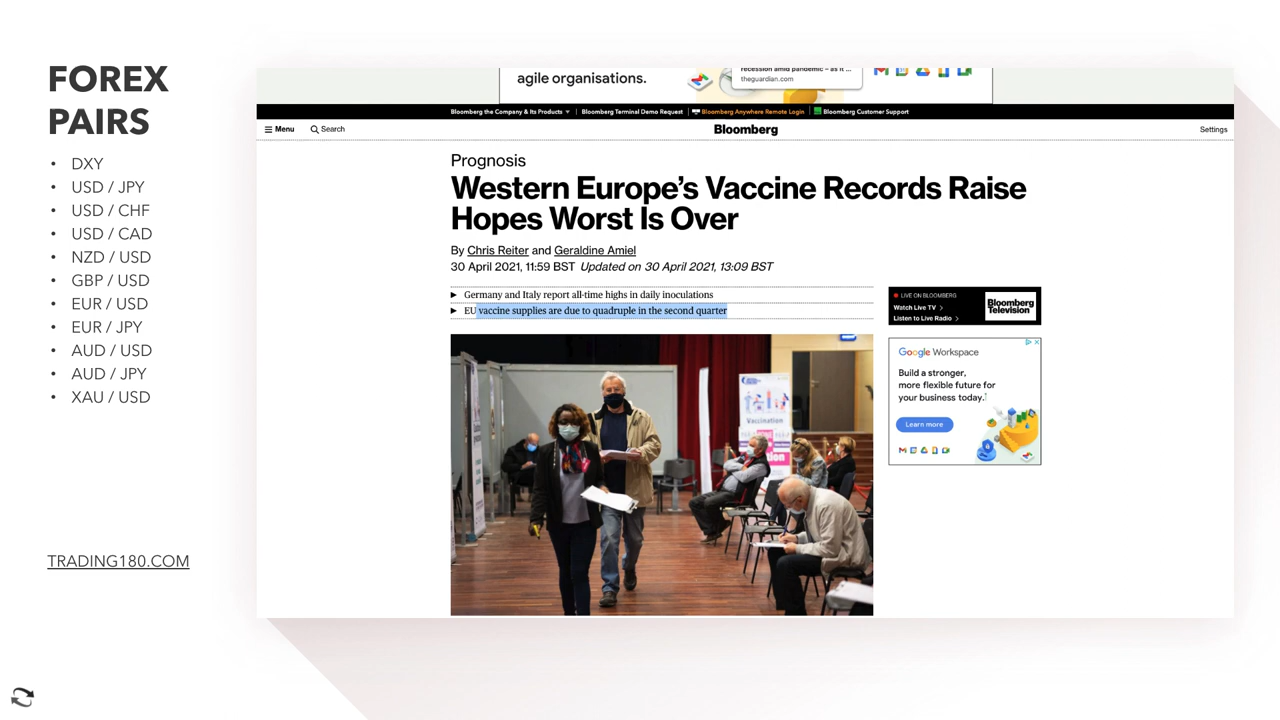 FOREX
PAIRS
• DXY
• USD / JPY
• USD / CHF
• USD / CAD
• NZD / USD
• GBP / USD
• EUR / USD
• EUR / JPY
• AUD / USD
• AUD / JPY
• XAU / USD
TRADING180.COM
agile organisations.
recession amid pandemic – as it ...
theguardian.com
Bloomberg the Company & Its Products
Bloomberg Terminal Demo Request
Bloomberg Anywhere Remote Login
Bloomberg Customer Support
Menu
Search
Bloomberg
Settings
Prognosis
Western Europe's Vaccine Records Raise
Hopes Worst Is Over
By Chris Reiter and Geraldine Amiel
30 April 2021, 11:59 BST Updated on 30 April 2021, 13:09 BST
Germany and Italy report all-time highs in daily inoculations
EU vaccine supplies are due to quadruple in the second quarter
LIVE ON BLOOMBERG
Watch Live TV
Listen to Live Radio
Bloomberg
Television
Google Workspace
Build a stronger,
more flexible future for
your business today.
Learn more
Vaccination